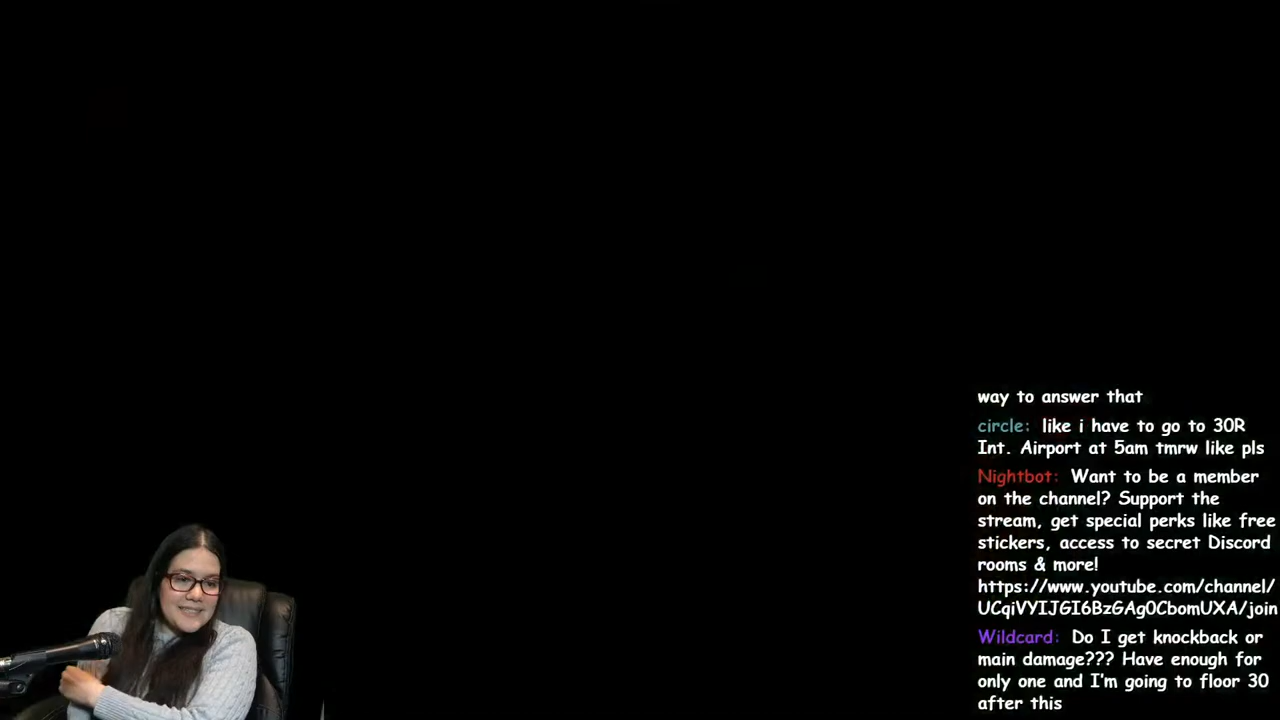 way to answer that
circle: like i have to go to 30R
Int. Airport at 5am tmrw like pls
Nightbot: Want to be a member
on the channel? Support the
stream, get special perks like free
stickers, access to secret Discord
rooms & more!
https://www.youtube.com/channel/
UCqiVYIJGI6BzGAg0CbomUXA/join
Wildcard: Do I get knockback or
main damage??? Have enough for
only one and I'm going to floor 30
after this